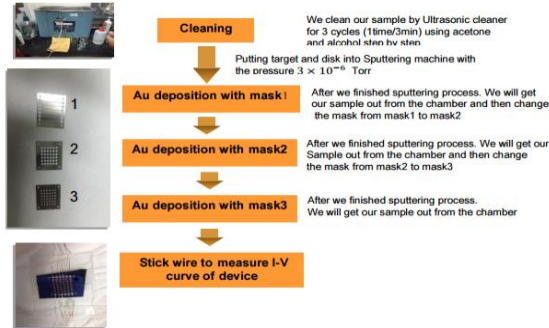 Cleaning
We clean our sample by Ultrasonic cleaner
for 3 cycles (1time/3min) using acetone
and alcohol step by step
Putting target and disk into Sputtering machine with
the pressure 3 × 10⁻⁶ Torr
1
2
3
Au deposition with mask1
After we finished sputtering process. We will get
our sample out from the chamber and then change
the mask from mask1 to mask2
Au deposition with mask2
After we finished sputtering process. We will get our
Sample out from the chamber and then change
the mask from mask2 to mask3
Au deposition with mask3
After we finished sputtering process.
We will get our sample out from the chamber
Stick wire to measure I-V
curve of device